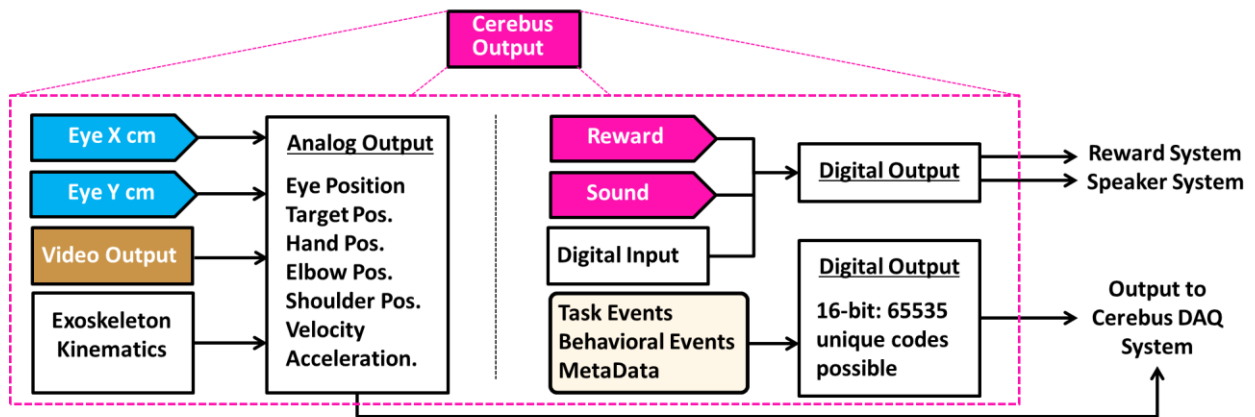 Cerebus
Output
Eye X cm
Eye Y cm
Video Output
Exoskeleton
Kinematics
Analog Output
Eye Position
Target Pos.
Hand Pos.
Elbow Pos.
Shoulder Pos.
Velocity
Acceleration.
Reward
Sound
Digital Input
Task Events
Behavioral Events
MetaData
Digital Output
Digital Output
16-bit: 65535
unique codes
possible
Reward System
Speaker System
Output to
Cerebus DAQ
System